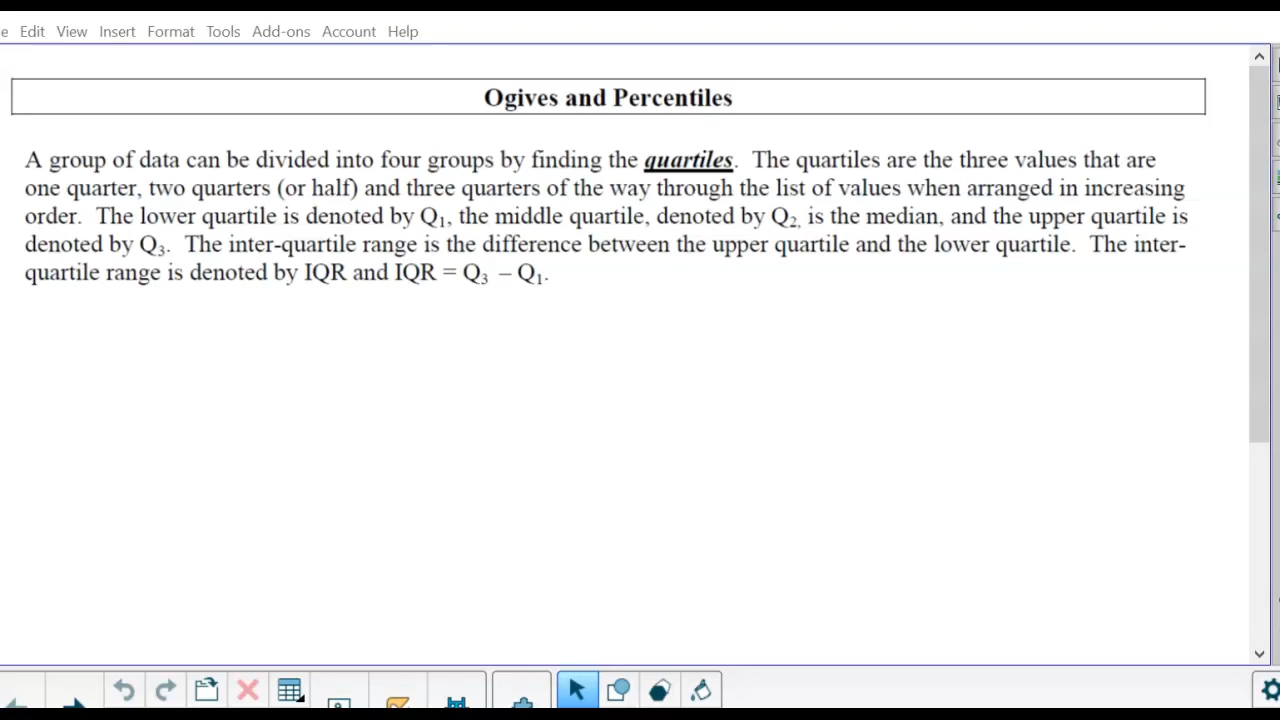 e Edit View Insert Format Tools Add-ons Account Help
Ogives and Percentiles
A group of data can be divided into four groups by finding the quartiles. The quartiles are the three values that are
one quarter, two quarters (or half) and three quarters of the way through the list of values when arranged in increasing
order. The lower quartile is denoted by Q₁, the middle quartile, denoted by Q₂, is the median, and the upper quartile is
denoted by Q₃. The inter-quartile range is the difference between the upper quartile and the lower quartile. The inter-
quartile range is denoted by IQR and IQR = Q₃ – Q₁.